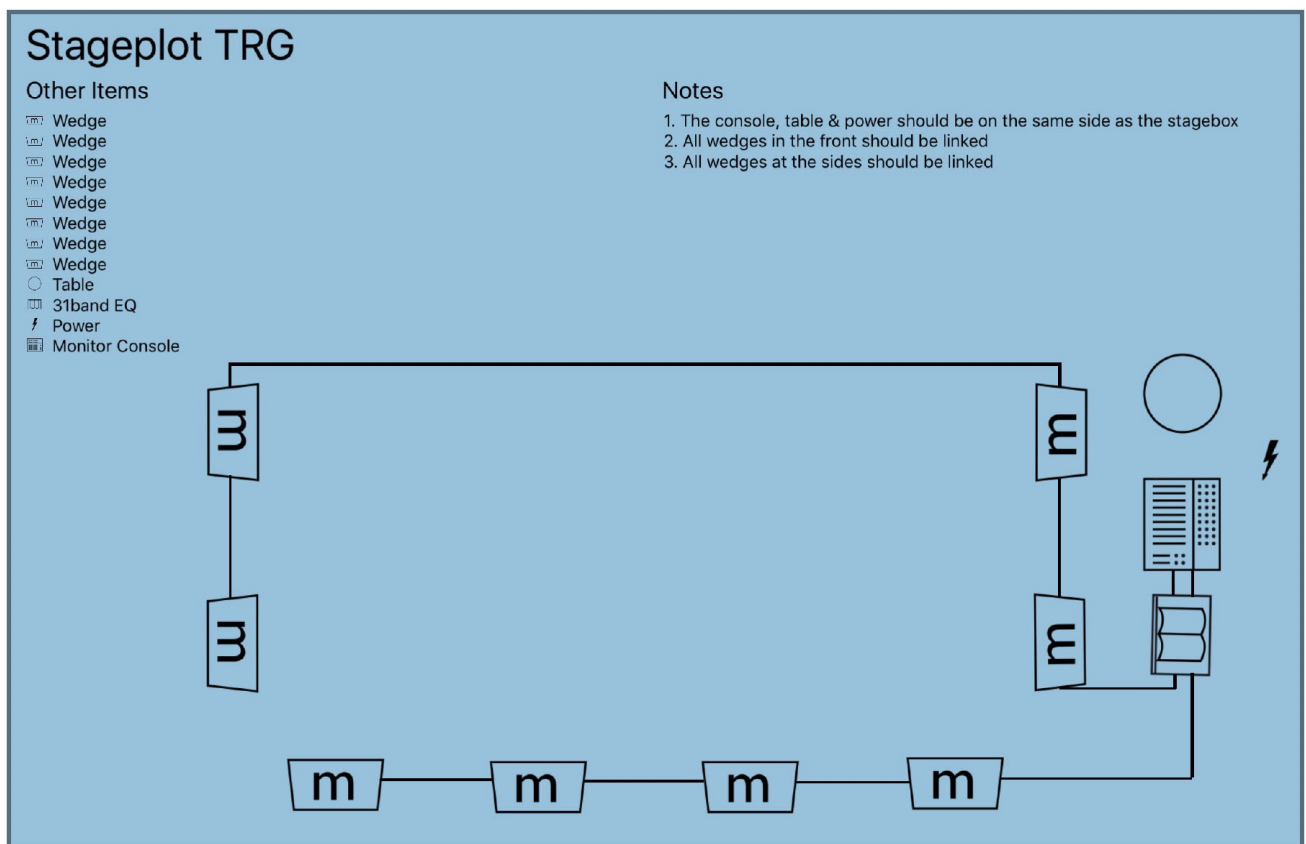 Stageplot TRG
Other Items
Wedge
Wedge
Wedge
Wedge
Wedge
Wedge
Wedge
Wedge
Table
31band EQ
Power
Monitor Console
Notes
1. The console, table & power should be on the same side as the stagebox
2. All wedges in the front should be linked
3. All wedges at the sides should be linked
m
m
m
m
m
m
m
m